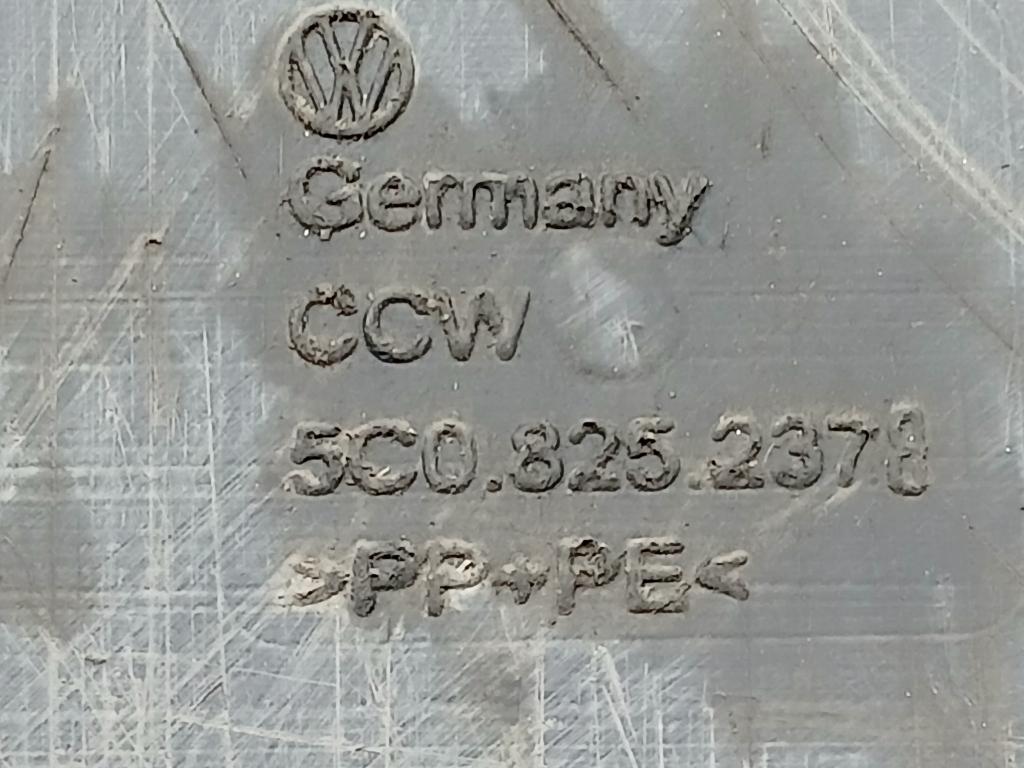 Germany
CCW
5C0.825.237
>PP+PE<